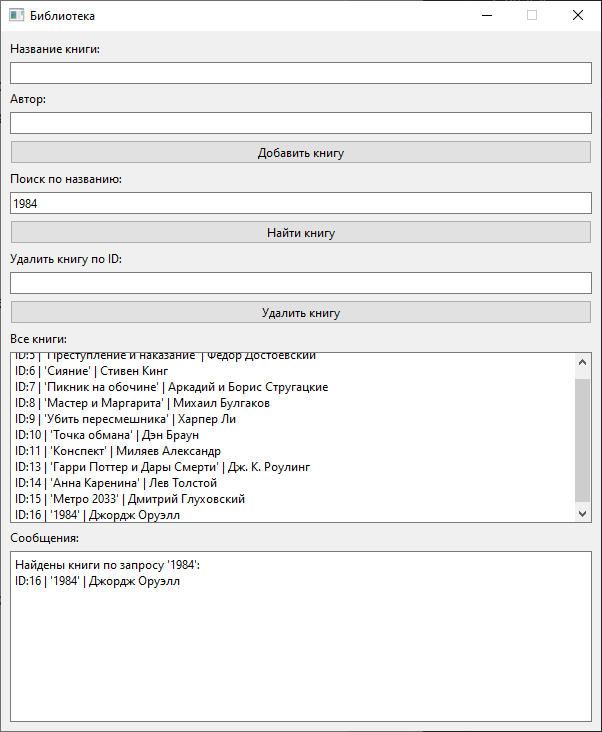 Библиотека
Название книги:
Автор:
Добавить книгу
Поиск по названию:
1984
Найти книгу
Удалить книгу по ID:
Удалить книгу
Все книги:
ID:5 | 'Преступление и наказание' | Федор Достоевский
ID:6 | 'Сияние' | Стивен Кинг
ID:7 | 'Пикник на обочине' | Аркадий и Борис Стругацкие
ID:8 | 'Мастер и Маргарита' | Михаил Булгаков
ID:9 | 'Убить пересмешника' | Харпер Ли
ID:10 | 'Точка обмана' | Дэн Браун
ID:11 | 'Конспект' | Миляев Александр
ID:13 | 'Гарри Поттер и Дары Смерти' | Дж. К. Роулинг
ID:14 | 'Анна Каренина' | Лев Толстой
ID:15 | 'Метро 2033' | Дмитрий Глуховский
ID:16 | '1984' | Джордж Оруэлл
Сообщения:
Найдены книги по запросу '1984':
ID:16 | '1984' | Джордж Оруэлл